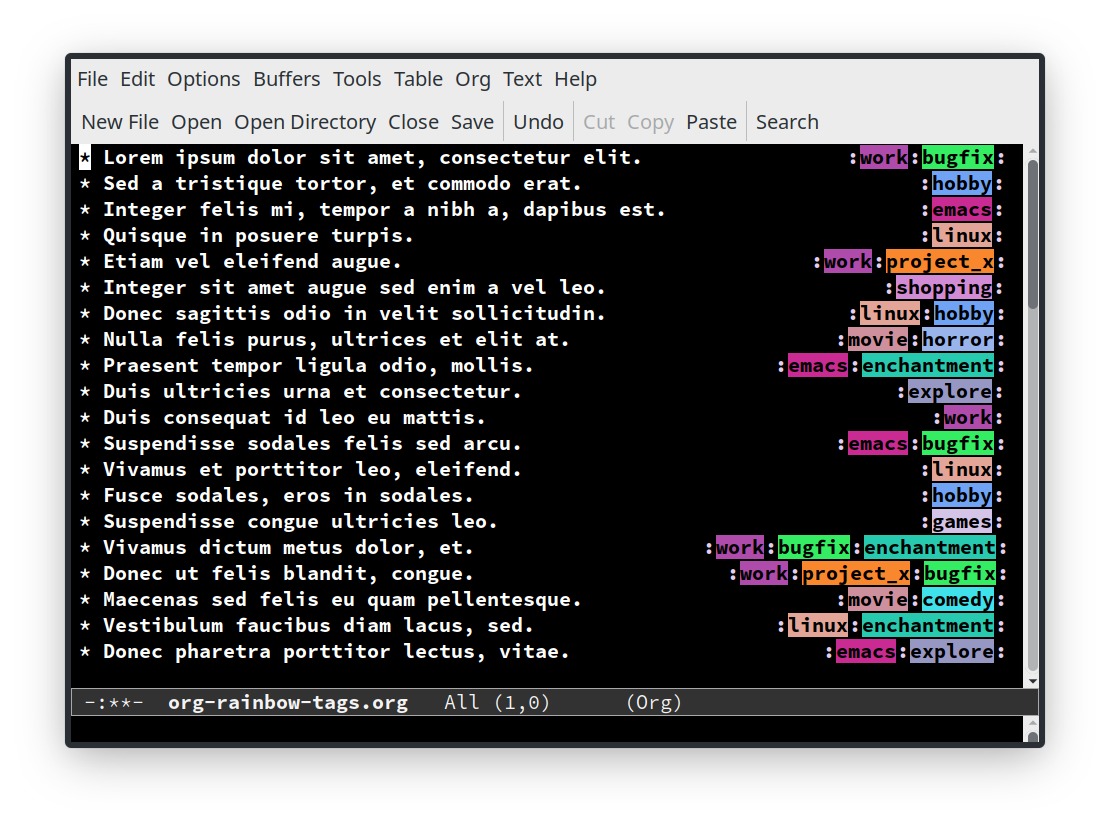 File Edit Options Buffers Tools Table Org Text Help
New File Open Open Directory Close Save Undo Cut Copy Paste Search
* Lorem ipsum dolor sit amet, consectetur elit. :work:bugfix:
* Sed a tristique tortor, et commodo erat. :hobby:
* Integer felis mi, tempor a nibh a, dapibus est. :emacs:
* Quisque in posuere turpis. :linux:
* Etiam vel eleifend augue. :work:project_x:
* Integer sit amet augue sed enim a vel leo. :shopping:
* Donec sagittis odio in velit sollicitudin. :linux:hobby:
* Nulla felis purus, ultrices et elit at. :movie:horror:
* Praesent tempor ligula odio, mollis. :emacs:enchantment:
* Duis ultricies urna et consectetur. :explore:
* Duis consequat id leo eu mattis. :work:
* Suspendisse sodales felis sed arcu. :emacs:bugfix:
* Vivamus et porttitor leo, eleifend. :linux:
* Fusce sodales, eros in sodales. :hobby:
* Suspendisse congue ultricies leo. :games:
* Vivamus dictum metus dolor, et. :work:bugfix:enchantment:
* Donec ut felis blandit, congue. :work:project_x:bugfix:
* Maecenas sed felis eu quam pellentesque. :movie:comedy:
* Vestibulum faucibus diam lacus, sed. :linux:enchantment:
* Donec pharetra porttitor lectus, vitae. :emacs:explore:
-:**- org-rainbow-tags.org All (1,0) (Org)